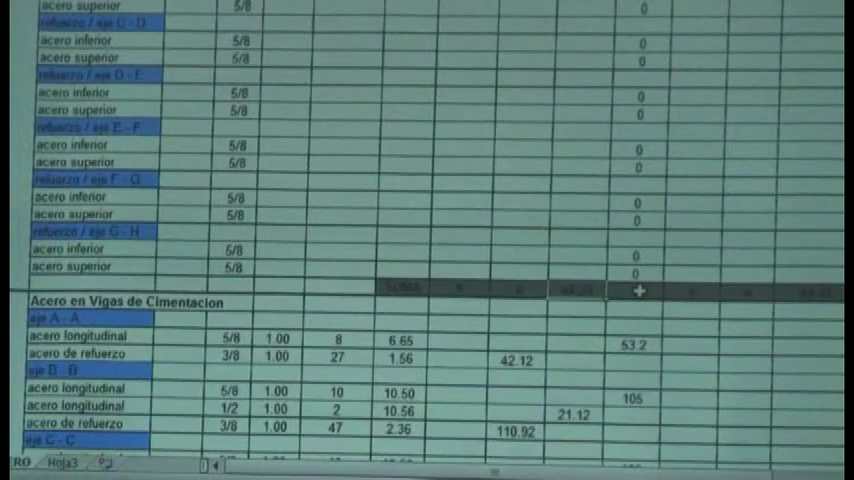 acero superior 5/8 0
refuerzo / eje C - D
acero inferior 5/8 0
acero superior 5/8 0
refuerzo / eje D - E
acero inferior 5/8 0
acero superior 5/8 0
refuerzo / eje E - F
acero inferior 5/8 0
acero superior 5/8 0
refuerzo / eje F - G
acero inferior 5/8 0
acero superior 5/8 0
refuerzo / eje G - H
acero inferior 5/8 0
acero superior 5/8 0
SUMA
Acero en Vigas de Cimentacion
eje A - A
acero longitudinal 5/8 1.00 8 6.65 53.2
acero de refuerzo 3/8 1.00 27 1.56 42.12
eje B - B
acero longitudinal 5/8 1.00 10 10.50 105
acero longitudinal 1/2 1.00 2 10.56 21.12
acero de refuerzo 3/8 1.00 47 2.36 110.92
eje C - C
RO Hoja3